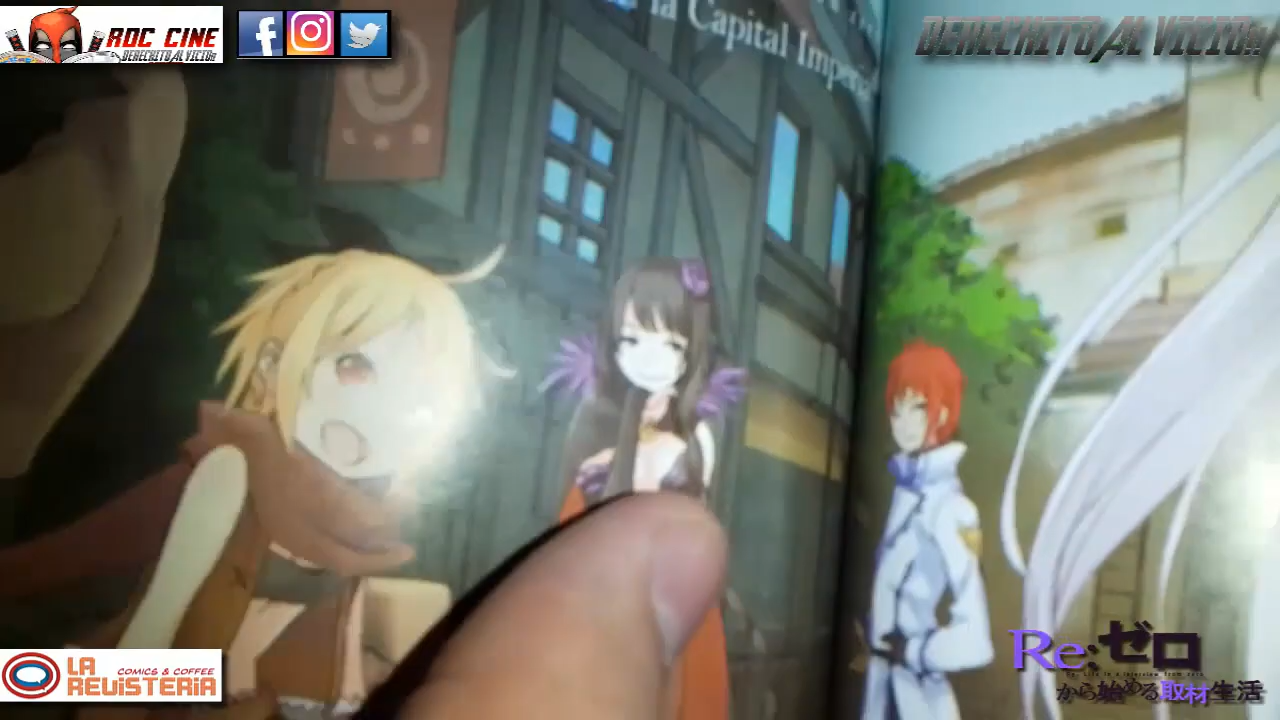 ROC CINE
DERECHITO AL VICIO!!
DERECHITO AL VICIO!!
la Capital Imperial
LA
COMICS & COFFEE
REVISTERIA
Re:ゼロ
から始める取材生活